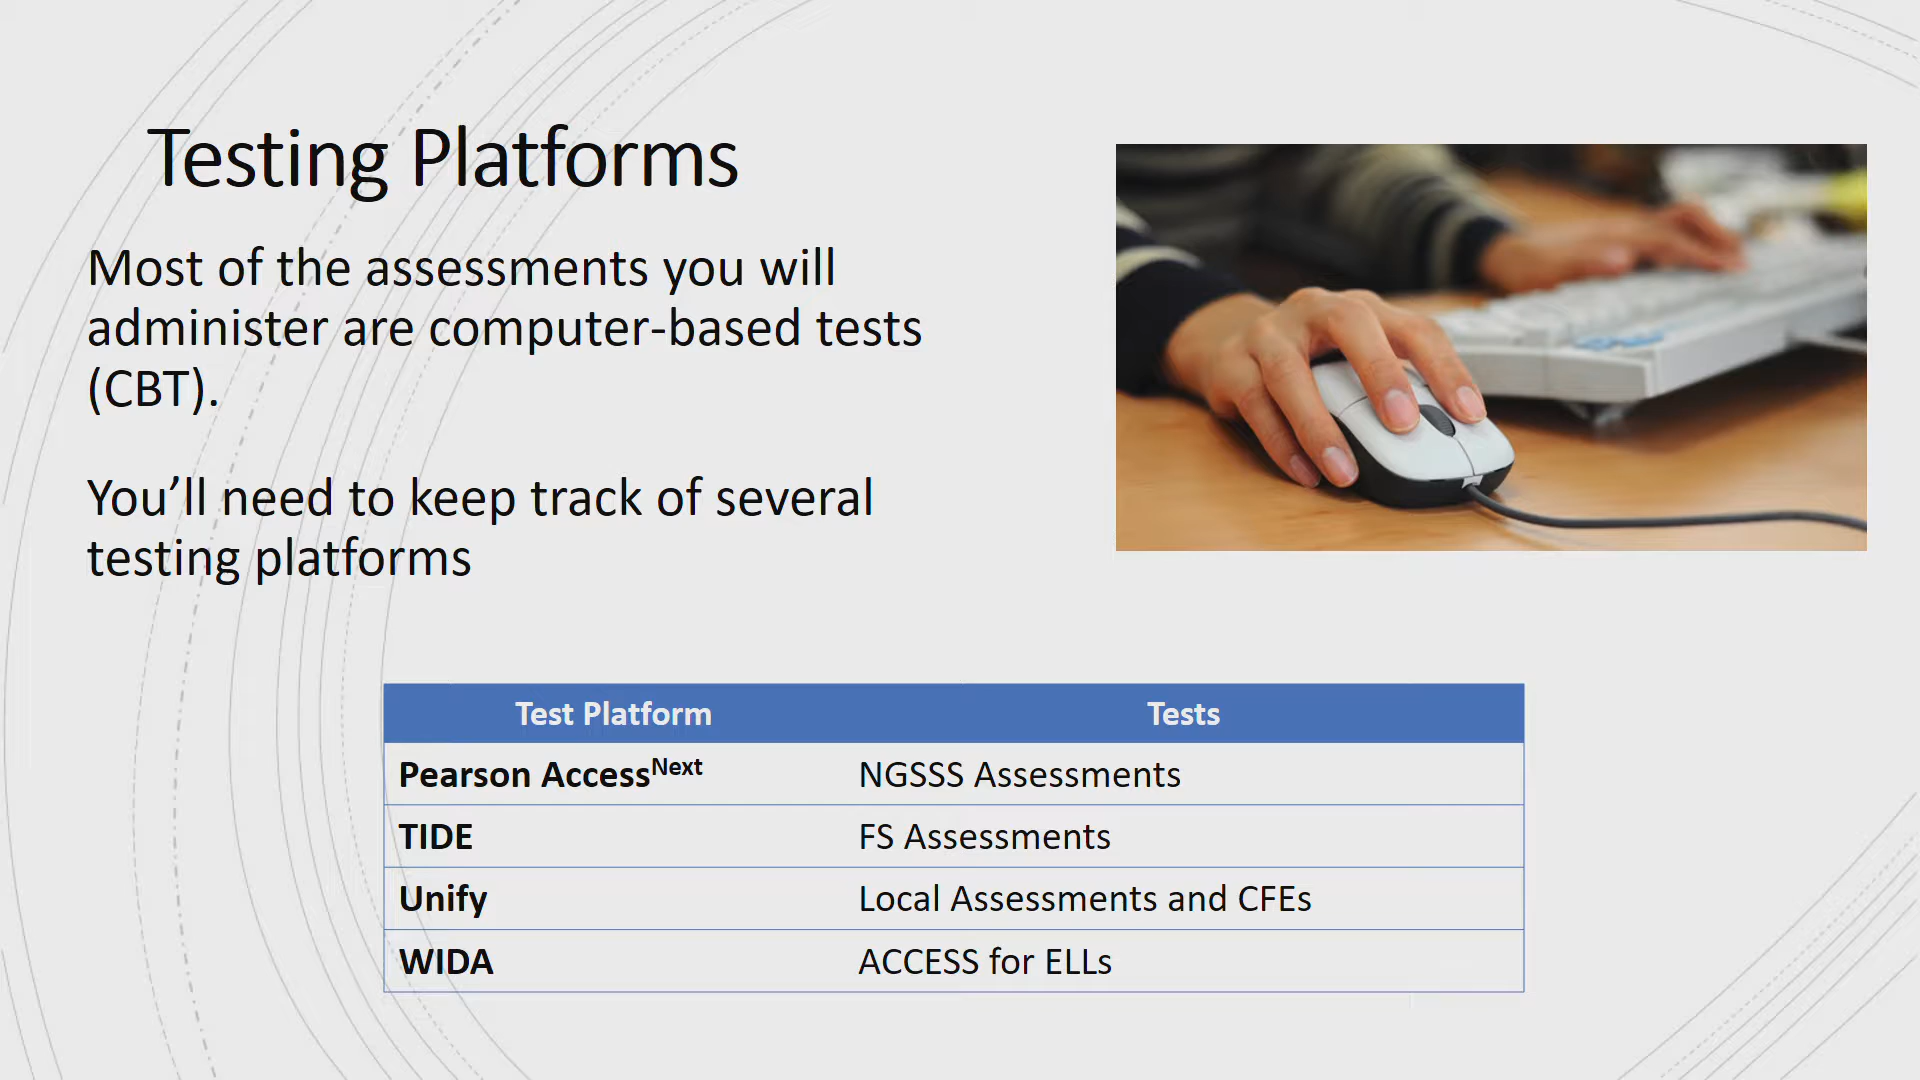 Testing Platforms
Most of the assessments you will
administer are computer-based tests
(CBT).
You’ll need to keep track of several
testing platforms
Test Platform Tests
Pearson AccessNext NGSSS Assessments
TIDE FS Assessments
Unify Local Assessments and CFEs
WIDA ACCESS for ELLs